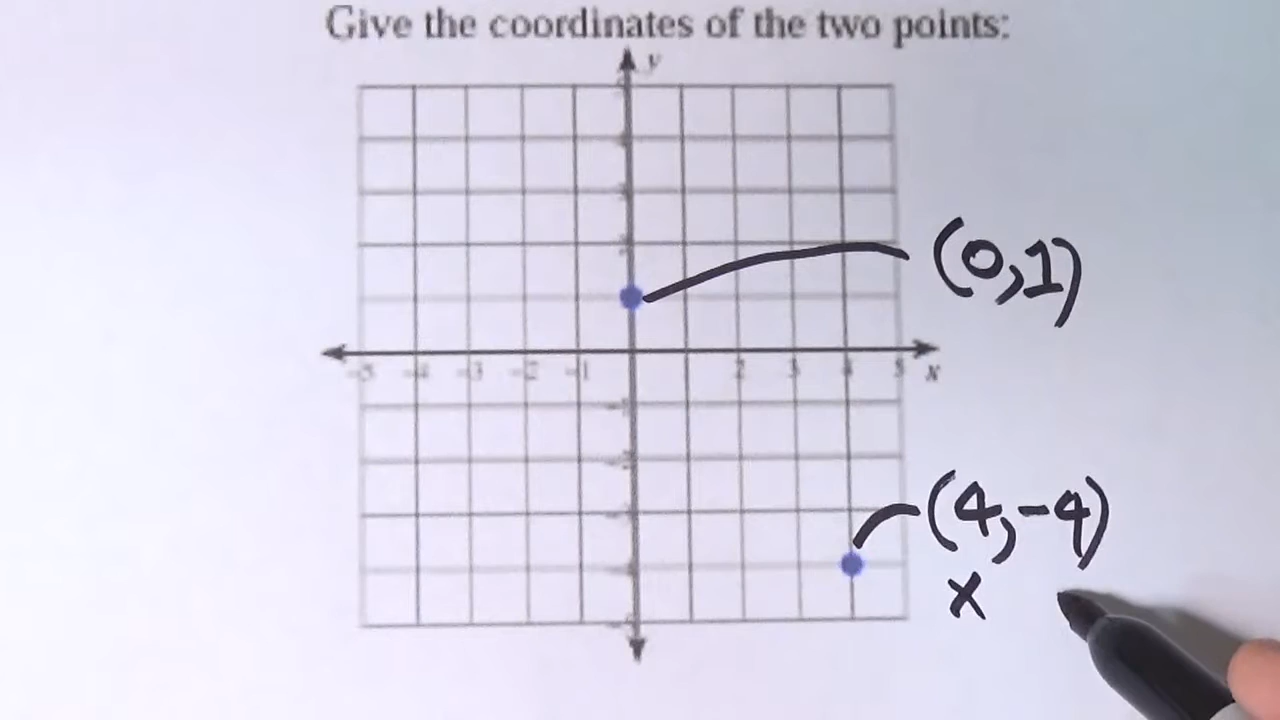 Give the coordinates of the two points:
y
(0,1)
-5 -4 -3 -2 -1 2 3 4 5 x
(4,-4)
x